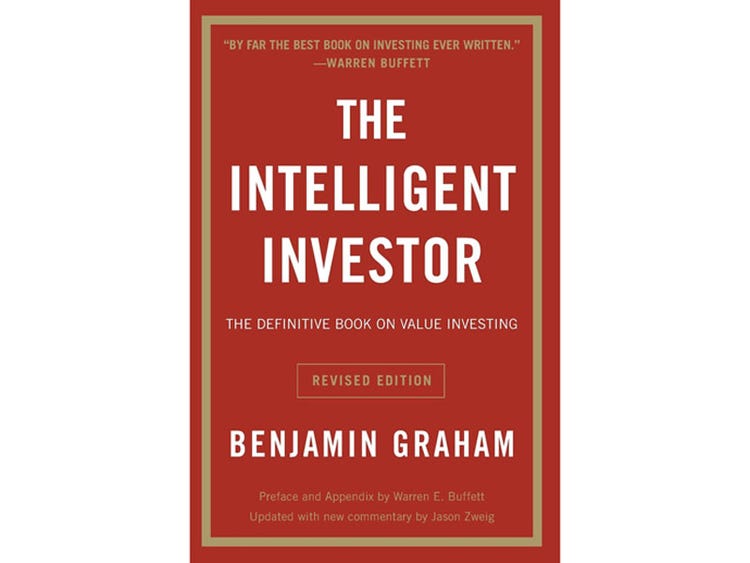 “BY FAR THE BEST BOOK ON INVESTING EVER WRITTEN.”
—WARREN BUFFETT
THE
INTELLIGENT
INVESTOR
THE DEFINITIVE BOOK ON VALUE INVESTING
REVISED EDITION
BENJAMIN GRAHAM
Preface and Appendix by Warren E. Buffett
Updated with new commentary by Jason Zweig